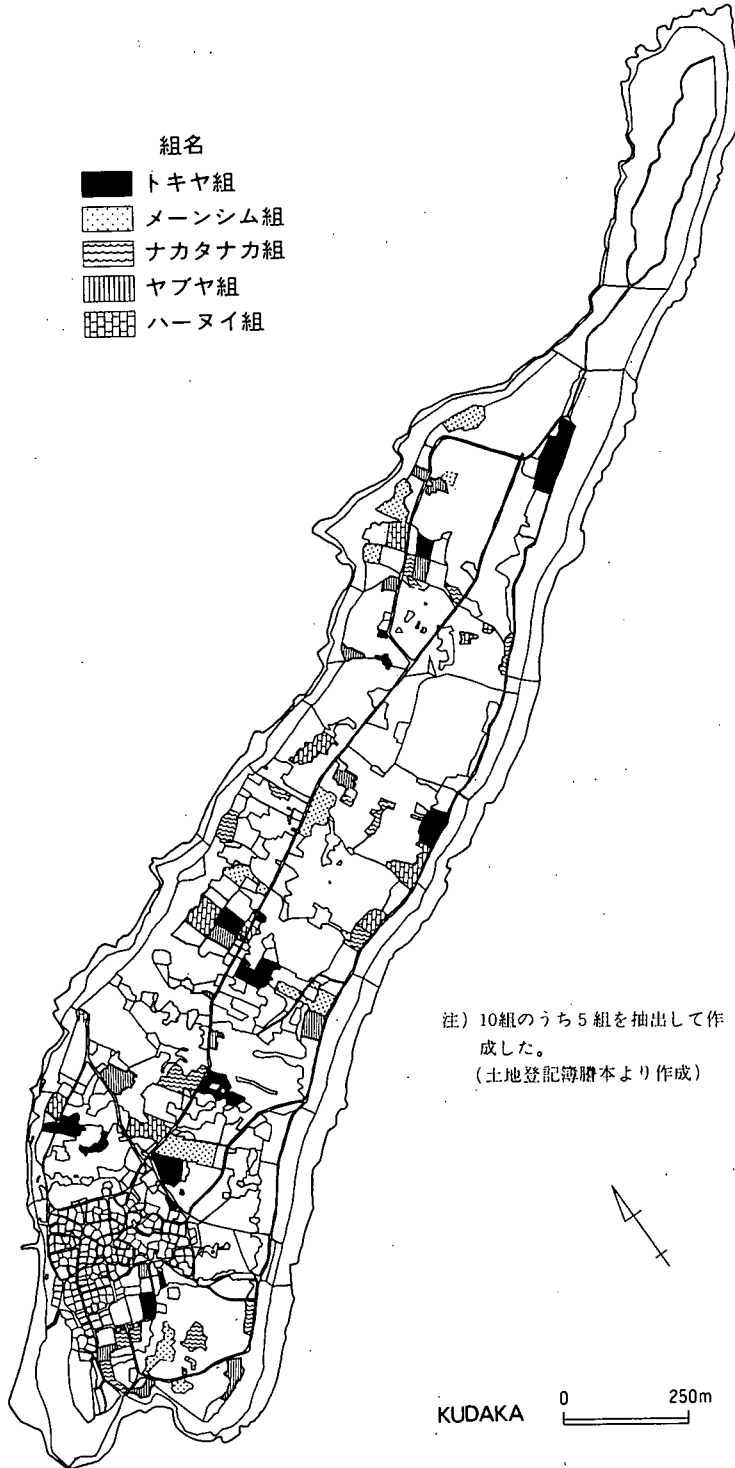 組名
トキヤ組
メーンシム組
ナカタナカ組
ヤブヤ組
ハーヌイ組
注) 10組のうち5組を抽出して作
成した。
(土地登記簿謄本より作成)
KUDAKA
0 250m